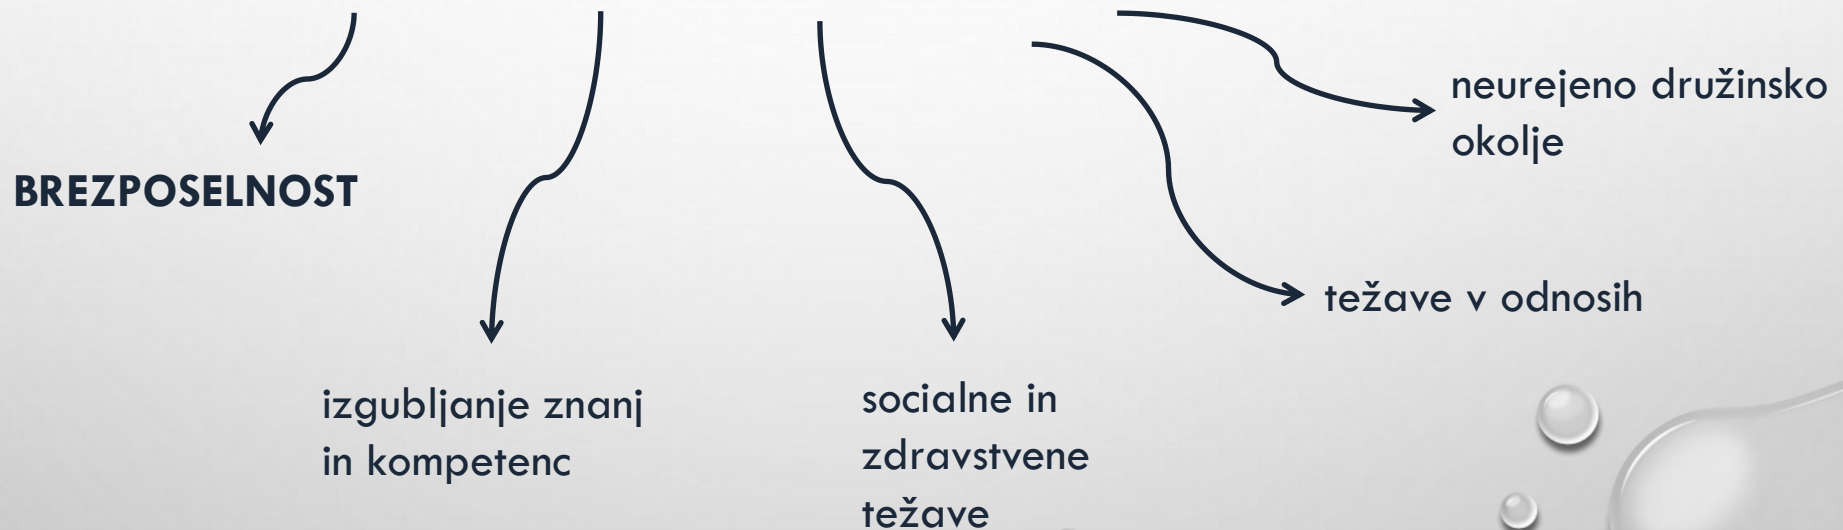 neurejeno družinsko
okolje
BREZPOSELNOST
težave v odnosih
izgubljanje znanj
in kompetenc
socialne in
zdravstvene
težave